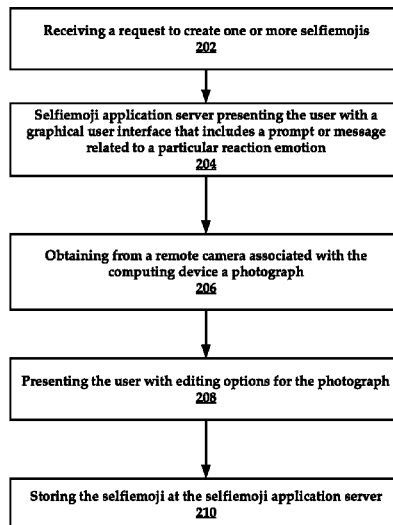 Receiving a request to create one or more selfiemojis
202
Selfiemoji application server presenting the user with a
graphical user interface that includes a prompt or message
related to a particular reaction emotion
204
Obtaining from a remote camera associated with the
computing device a photograph
206
Presenting the user with editing options for the photograph
208
Storing the selfiemoji at the selfiemoji application server
210